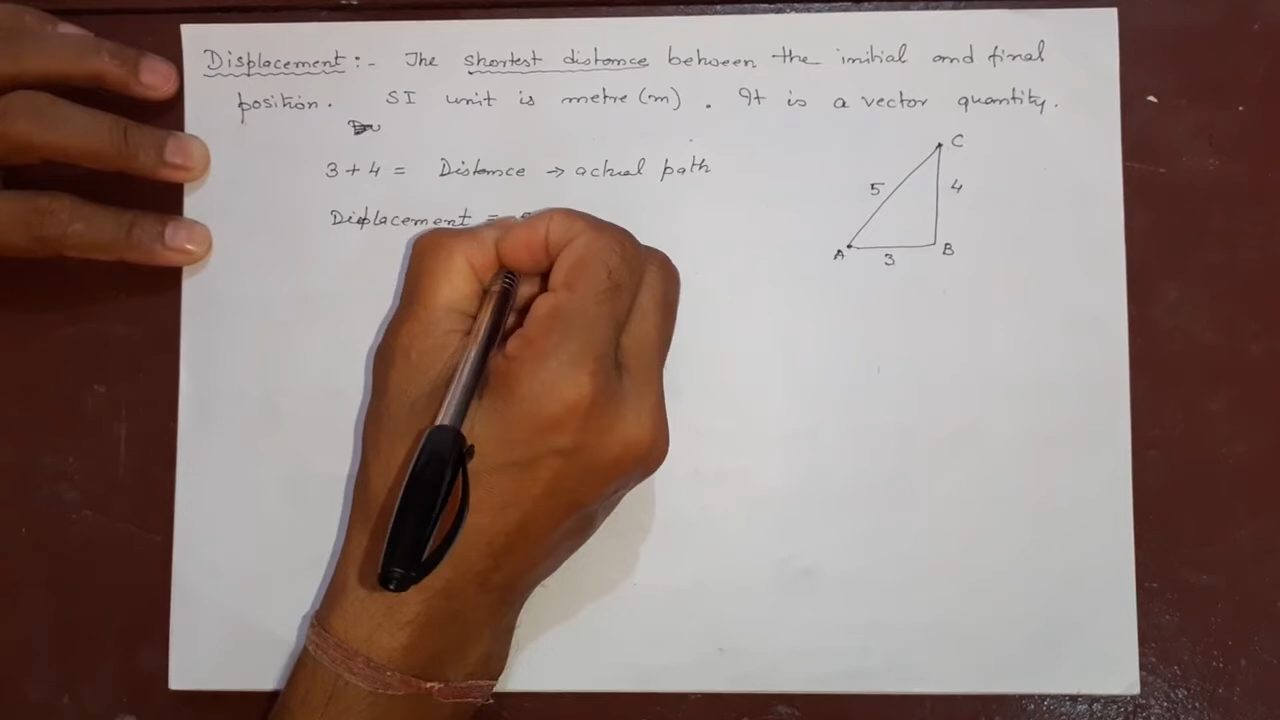 Displacement :- The shortest distance between the initial and final
position. SI unit is metre (m). It is a vector quantity.
3 + 4 = Distance → actual path
Displacement =
C
5
4
A
3
B